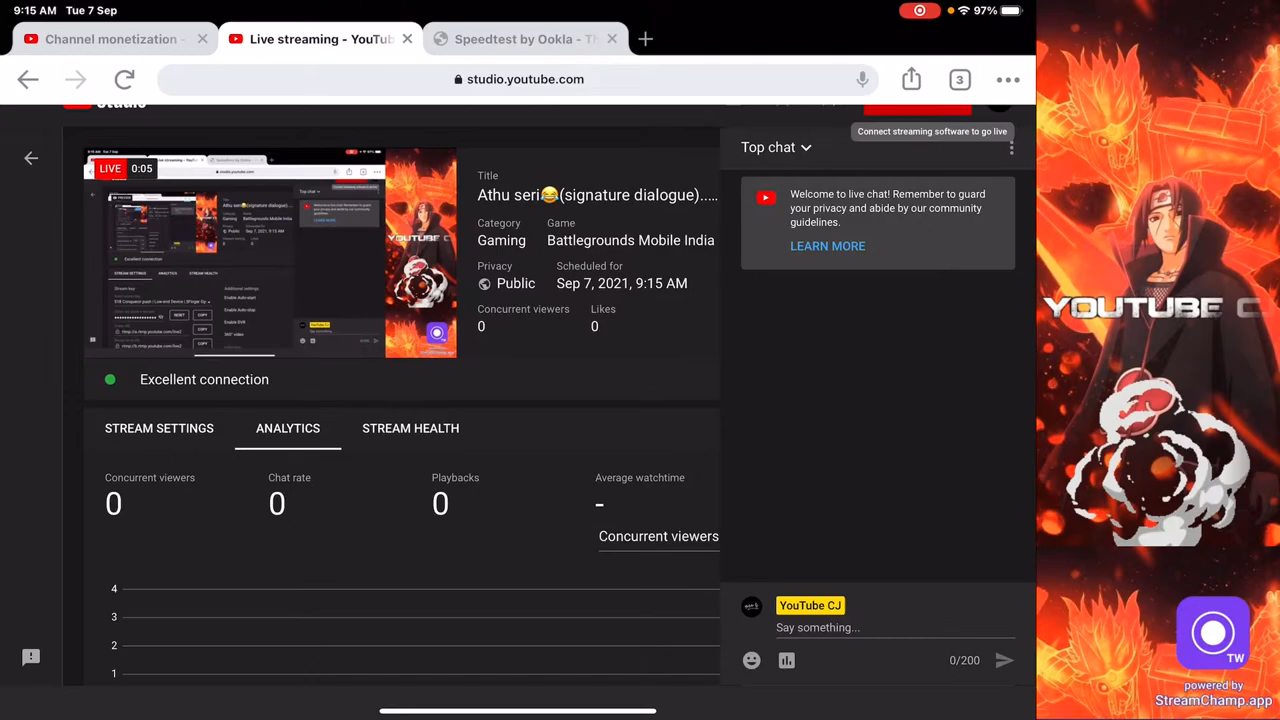 9:15 AM Tue 7 Sep
97%
Channel monetization -
Live streaming - YouTub
Speedtest by Ookla - Th
studio.youtube.com
3
Studio
Connect streaming software to go live
LIVE 0:05
Title
Athu seri😂(signature dialogue)..…
Category Game
Gaming Battlegrounds Mobile India
Privacy Scheduled for
Public Sep 7, 2021, 9:15 AM
Concurrent viewers Likes
0 0
Excellent connection
Top chat
Welcome to live chat! Remember to guard
your privacy and abide by our community
guidelines.
LEARN MORE
STREAM SETTINGS ANALYTICS STREAM HEALTH
Concurrent viewers Chat rate Playbacks Average watchtime
0 0 0 -
Concurrent viewers
4
3
2
1
YouTube CJ
Say something...
0/200
YOUTUBE C
TW
powered by
StreamChamp.app